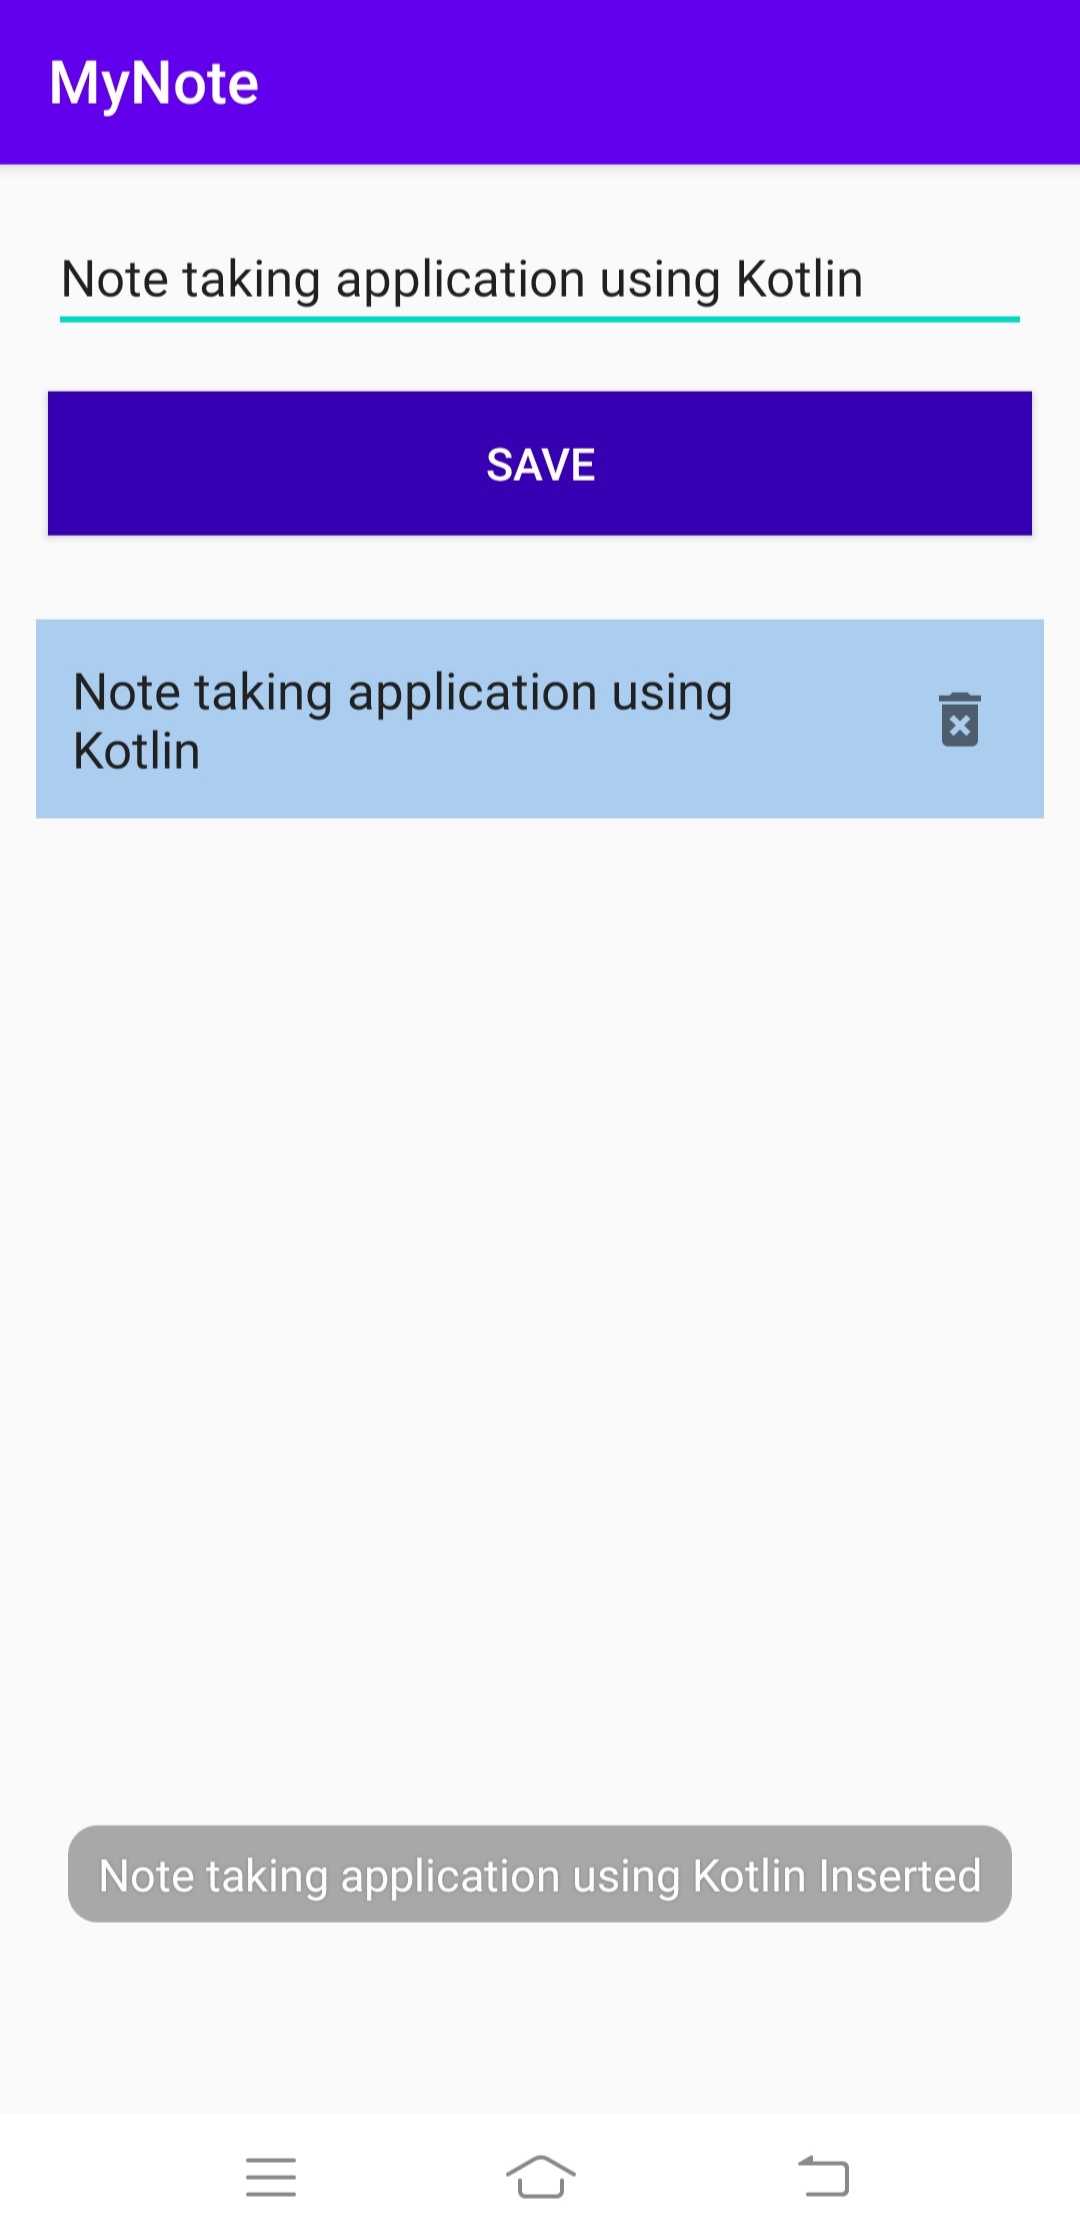 MyNote
Note taking application using Kotlin
SAVE
Note taking application using
Kotlin
Note taking application using Kotlin Inserted